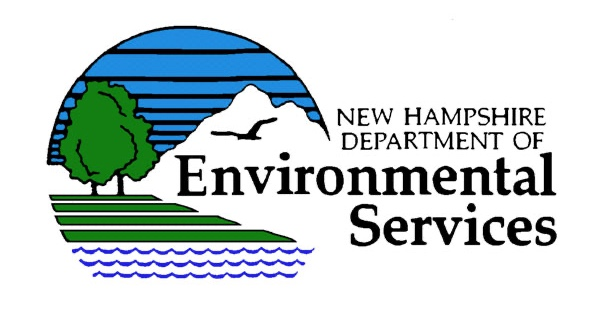 NEW HAMPSHIRE
DEPARTMENT OF
Environmental
Services